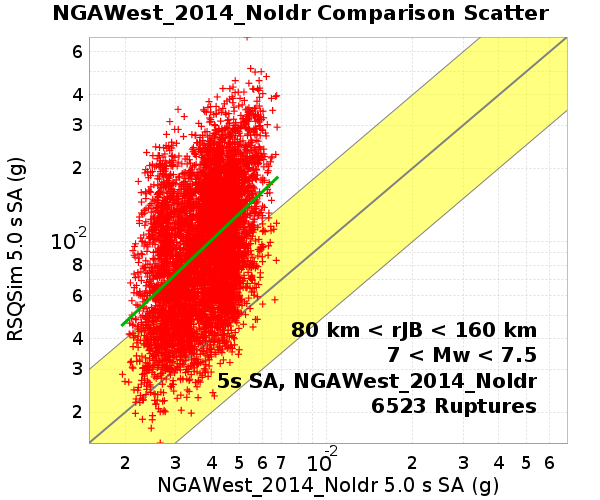 NGAWest_2014_NoIdr Comparison Scatter
6
4
3
2
10-2
8
6
4
3
2
RSQSim 5.0 s SA (g)
80 km < rJB < 160 km
7 < Mw < 7.5
5s SA, NGAWest_2014_NoIdr
6523 Ruptures
2 3 4 5 6 7 10-2 2 3 4 5 6
NGAWest_2014_NoIdr 5.0 s SA (g)